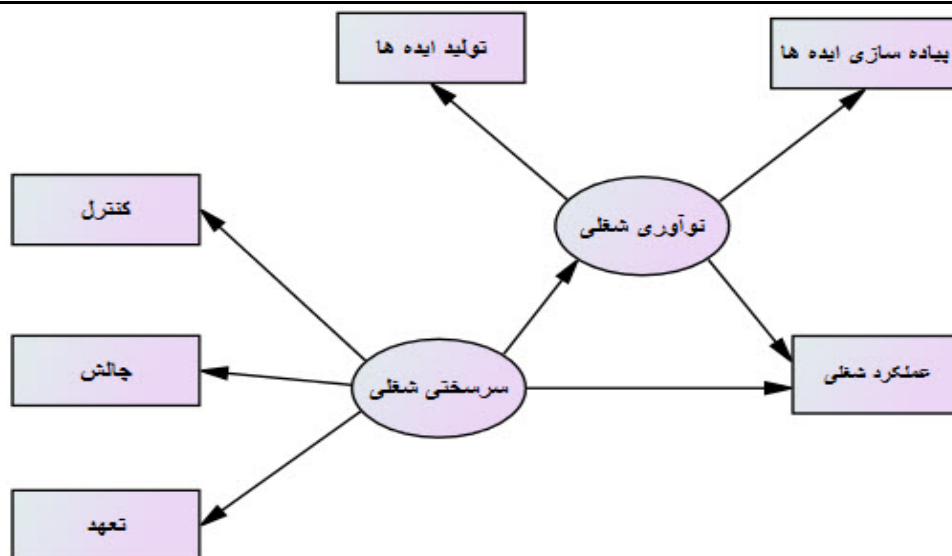 تولید ایده ها
پیاده سازی ایده ها
کنترل
نوآوری شغلی
چالش
سرسختی شغلی
عملکرد شغلی
تعهد